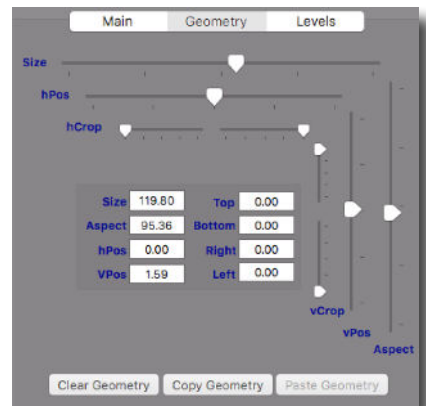 Main Geometry Levels
Size
hPos
hCrop
Size 119.80 Top 0.00
Aspect 95.36 Bottom 0.00
hPos 0.00 Right 0.00
VPos 1.59 Left 0.00
vCrop
vPos
Aspect
Clear Geometry Copy Geometry Paste Geometry